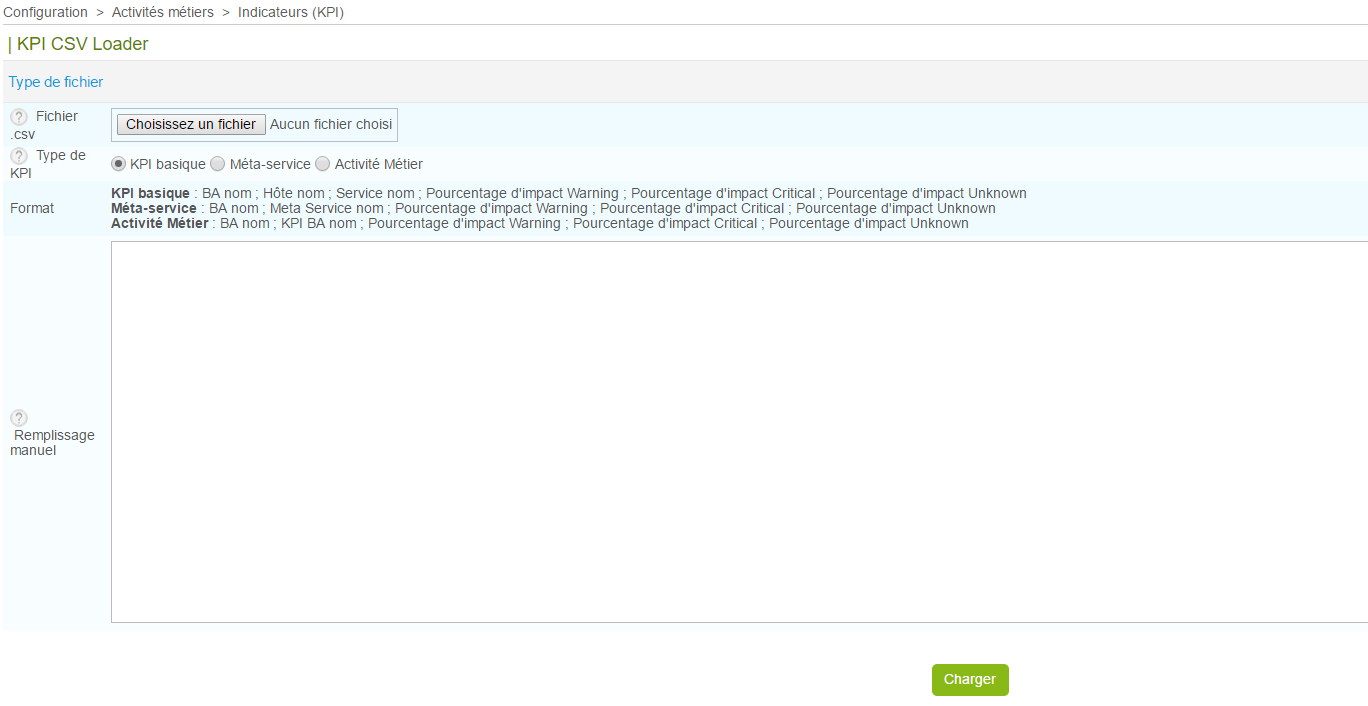 Configuration > Activités métiers > Indicateurs (KPI)
| KPI CSV Loader
Type de fichier
? Fichier .csv
Choisissez un fichier Aucun fichier choisi
? Type de KPI
KPI basique Méta-service Activité Métier
Format
KPI basique : BA nom ; Hôte nom ; Service nom ; Pourcentage d'impact Warning ; Pourcentage d'impact Critical ; Pourcentage d'impact Unknown
Méta-service : BA nom ; Meta Service nom ; Pourcentage d'impact Warning ; Pourcentage d'impact Critical ; Pourcentage d'impact Unknown
Activité Métier : BA nom ; KPI BA nom ; Pourcentage d'impact Warning ; Pourcentage d'impact Critical ; Pourcentage d'impact Unknown
?
Remplissage
manuel
Charger